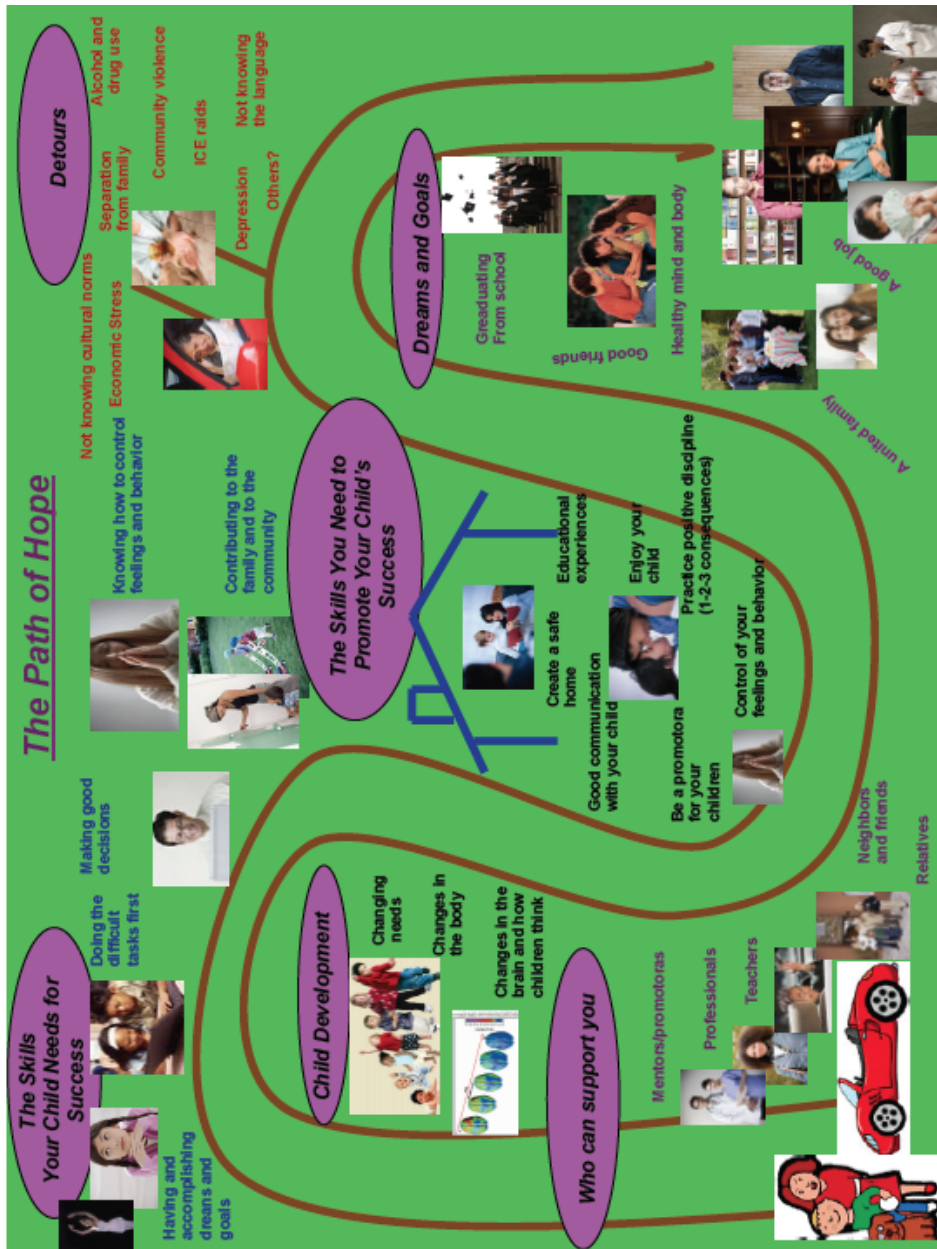 The Path of Hope
The Skills
Your Child Needs for
Success
Having and
accomplishing
dreans and
goals
Doing the
difficult
tasks first
Making good
decisions
Knowing how to control
feelings and behavior
Contributing to the
family and to the
community
Detours
Not knowing cultural norms
Economic Stress
Separation
from family
Alcohol and
drug use
Community violence
ICE raids
Depression
Not knowing
the language
Others?
Child Development
Changing
needs
Changes in
the body
Changes in the
brain and how
children think
The Skills You Need to
Promote Your Child's
Success
Create a safe
home
Educational
experiences
Good communication
with your child
Enjoy your
child
Be a promotora
for your
children
Practice positive discipline
(1-2-3 consequences)
Control of your
feelings and behavior
Dreams and Goals
Greaduating
From school
Good friends
Healthy mind and body
A united family
A good job
Who can support you
Mentors/promotoras
Professionals
Teachers
Neighbors
and friends
Relatives